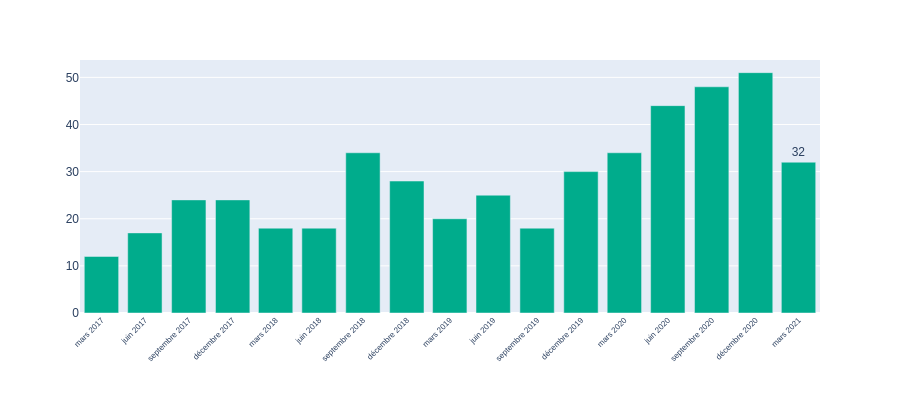 50
40
30
20
10
0
32
mars 2017
juin 2017
septembre 2017
décembre 2017
mars 2018
juin 2018
septembre 2018
décembre 2018
mars 2019
juin 2019
septembre 2019
décembre 2019
mars 2020
juin 2020
septembre 2020
décembre 2020
mars 2021